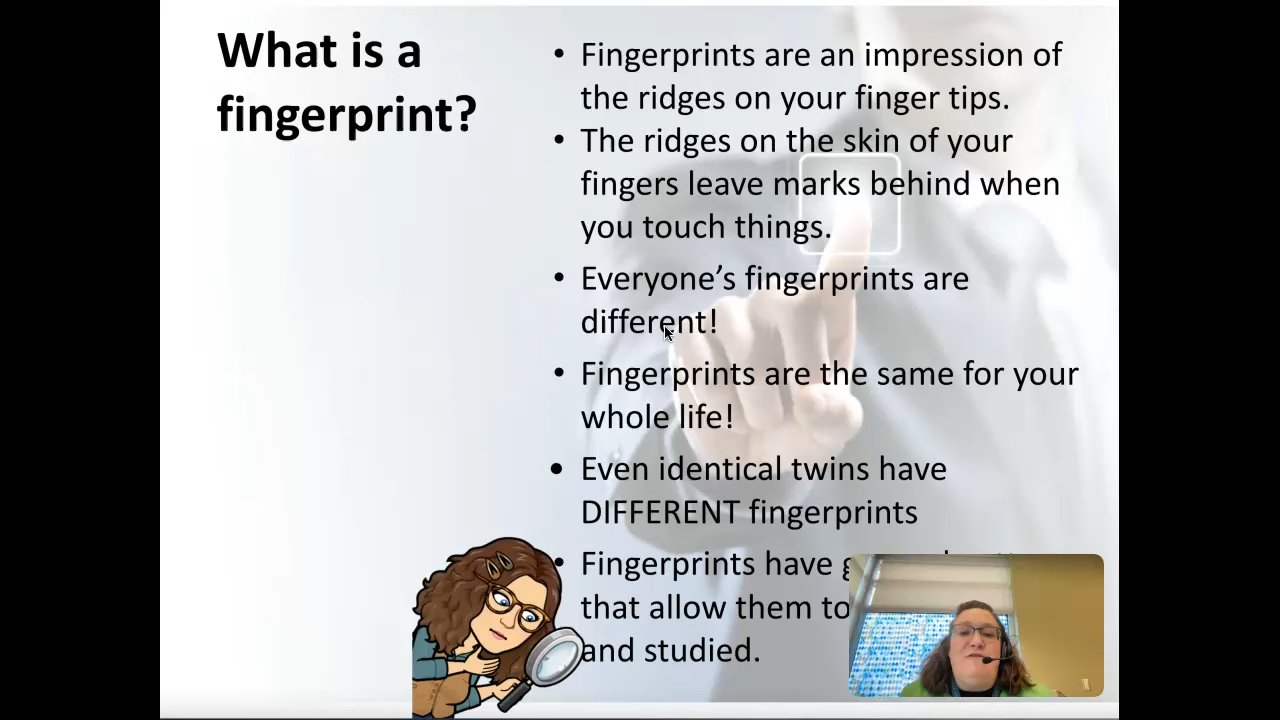 What is a
fingerprint?
• Fingerprints are an impression of
the ridges on your finger tips.
• The ridges on the skin of your
fingers leave marks behind when
you touch things.
• Everyone’s fingerprints are
different!
• Fingerprints are the same for your
whole life!
• Even identical twins have
DIFFERENT fingerprints
• Fingerprints have
that allow them to
and studied.